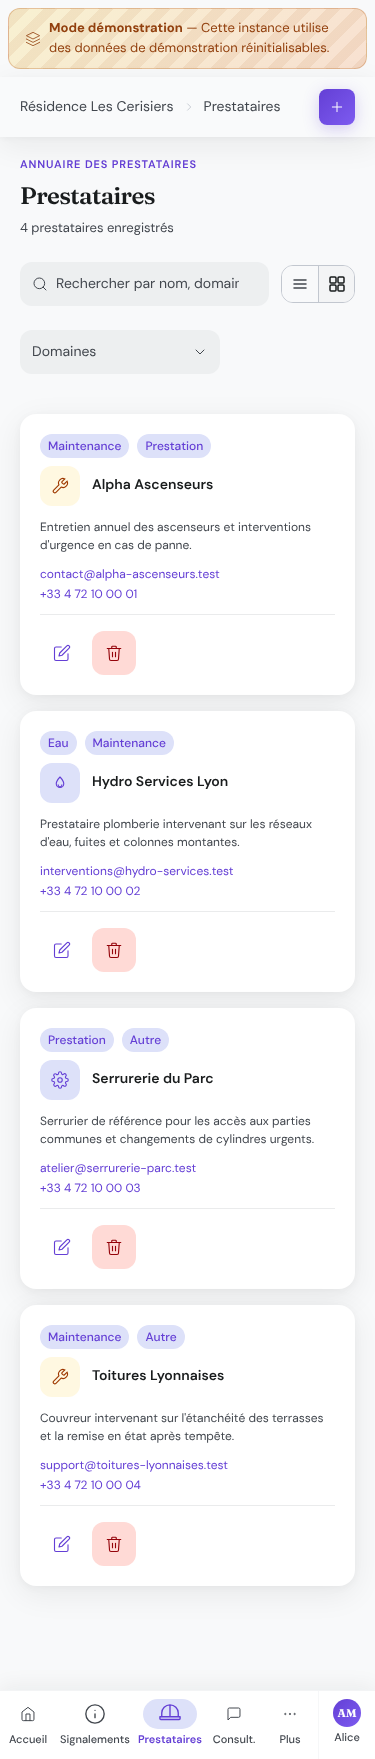 Mode démonstration — Cette instance utilise
des données de démonstration réinitialisables.
Résidence Les Cerisiers > Prestataires
+
ANNUAIRE DES PRESTATAIRES
Prestataires
4 prestataires enregistrés
Rechercher par nom, domair
Domaines
Maintenance Prestation
Alpha Ascenseurs
Entretien annuel des ascenseurs et interventions
d'urgence en cas de panne.
contact@alpha-ascenseurs.test
+33 4 72 10 00 01
Eau Maintenance
Hydro Services Lyon
Prestataire plomberie intervenant sur les réseaux
d'eau, fuites et colonnes montantes.
interventions@hydro-services.test
+33 4 72 10 00 02
Prestation Autre
Serrurerie du Parc
Serrurier de référence pour les accès aux parties
communes et changements de cylindres urgents.
atelier@serrurerie-parc.test
+33 4 72 10 00 03
Maintenance Autre
Toitures Lyonnaises
Couvreur intervenant sur l'étanchéité des terrasses
et la remise en état après tempête.
support@toitures-lyonnaises.test
+33 4 72 10 00 04
AM
Accueil Signalements Prestataires Consult. Plus Alice